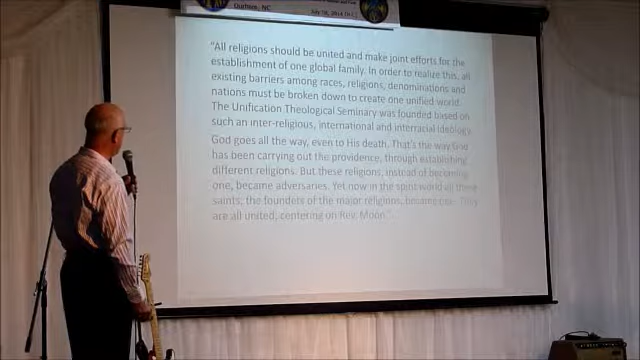 Durham, NC
July 19, 2014
"All religions should be united and make joint efforts for the
establishment of one global family. In order to realize this, all
existing barriers among races, religions, denominations and
nations must be broken down to create one unified world.
The Unification Theological Seminary was founded based on
such an inter-religious, international and interracial ideology.
God goes all the way, even to His death. That's the way God
has been carrying out the providence, through establishing
different religions. But these religions, instead of becoming
one, became adversaries. Yet now in the spirit world all these
saints, the founders of the major religions, became one. They
are all united, centering on Rev. Moon".